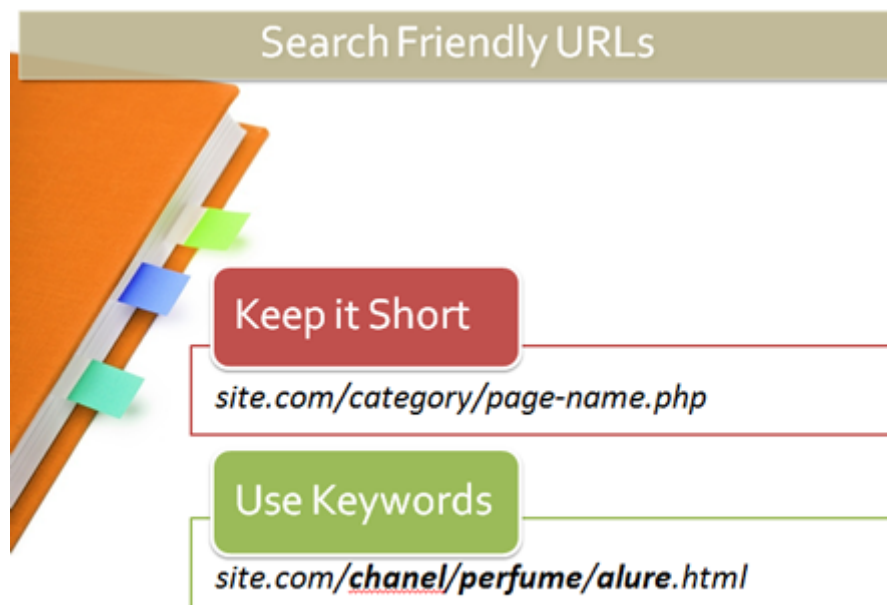 Search Friendly URLs
Keep it Short
site.com/category/page-name.php
Use Keywords
site.com/chanel/perfume/alure.html